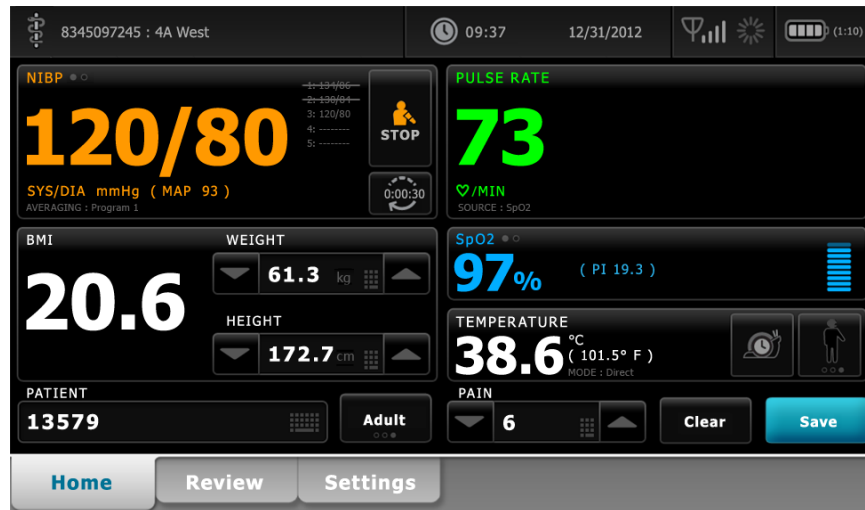 8345097245 : 4A West
09:37
12/31/2012
(1:10)
NIBP
1: 134/86
2: 130/84
3: 120/80
4: --------
5: --------
120/80
STOP
SYS/DIA mmHg ( MAP 93 )
AVERAGING : Program 1
0:00:30
PULSE RATE
73
/MIN
SOURCE : SpO2
BMI
20.6
WEIGHT
61.3 kg
HEIGHT
172.7 cm
SpO2
97%
( PI 19.3 )
TEMPERATURE
38.6 °C
( 101.5° F )
MODE : Direct
PATIENT
13579
Adult
PAIN
6
Clear
Save
Home
Review
Settings